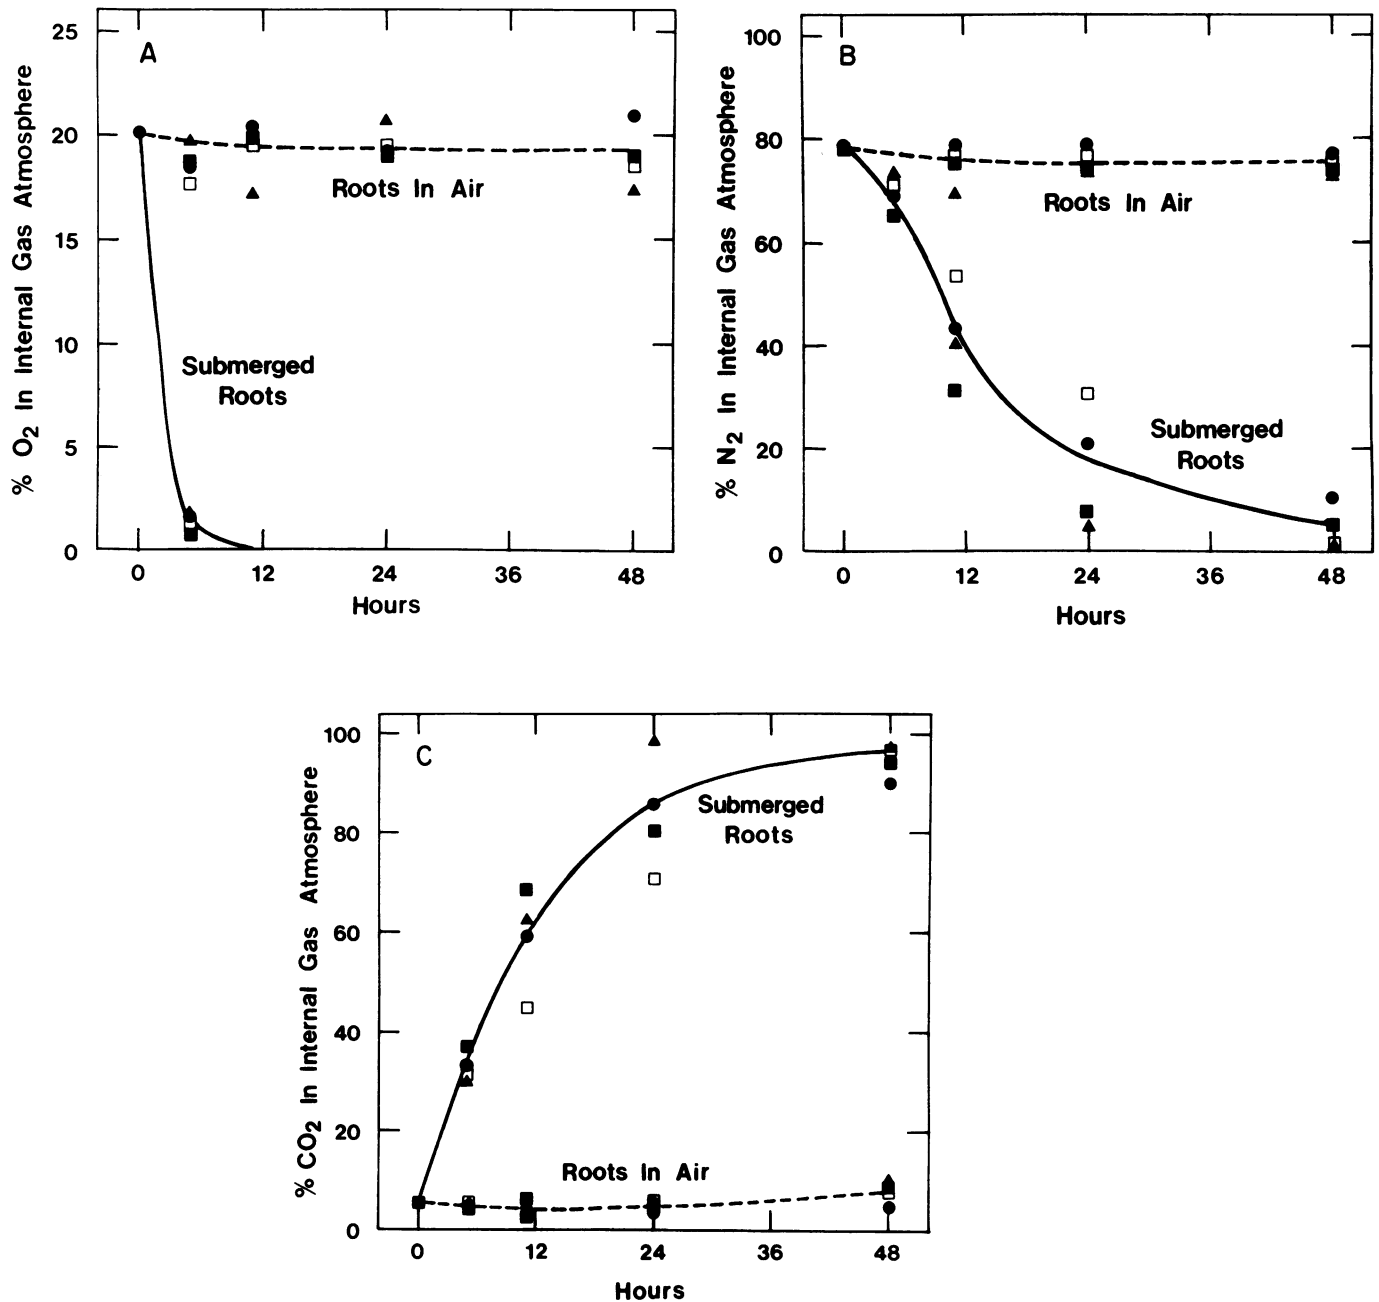 A
% O2 In Internal Gas Atmosphere
25
20
15
10
5
0
Roots In Air
Submerged
Roots
0 12 24 36 48
Hours
B
% N2 In Internal Gas Atmosphere
100
80
60
40
20
0
Roots In Air
Submerged
Roots
0 12 24 36 48
Hours
C
% CO2 In Internal Gas Atmosphere
100
80
60
40
20
0
Submerged
Roots
Roots In Air
0 12 24 36 48
Hours